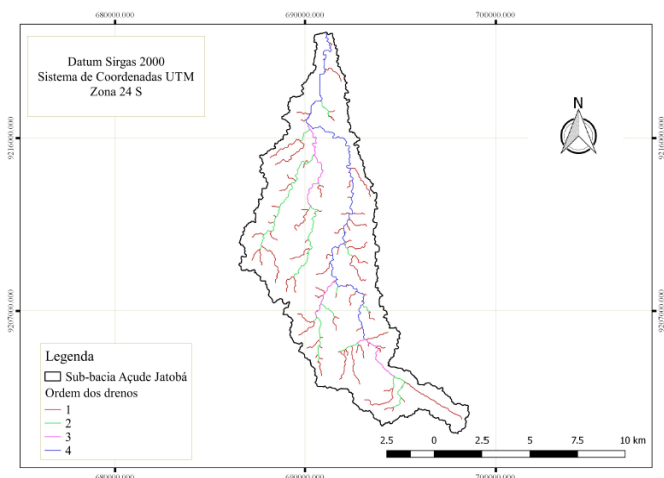 680000.000 690000.000 700000.000
Datum Sirgas 2000
Sistema de Coordenadas UTM
Zona 24 S
N
9216000.000 9216000.000
9207000.000 9207000.000
Legenda
Sub-bacia Açude Jatobá
Ordem dos drenos
1
2
3
4
2.5 0 2.5 5 7.5 10 km
680000.000 690000.000 700000.000